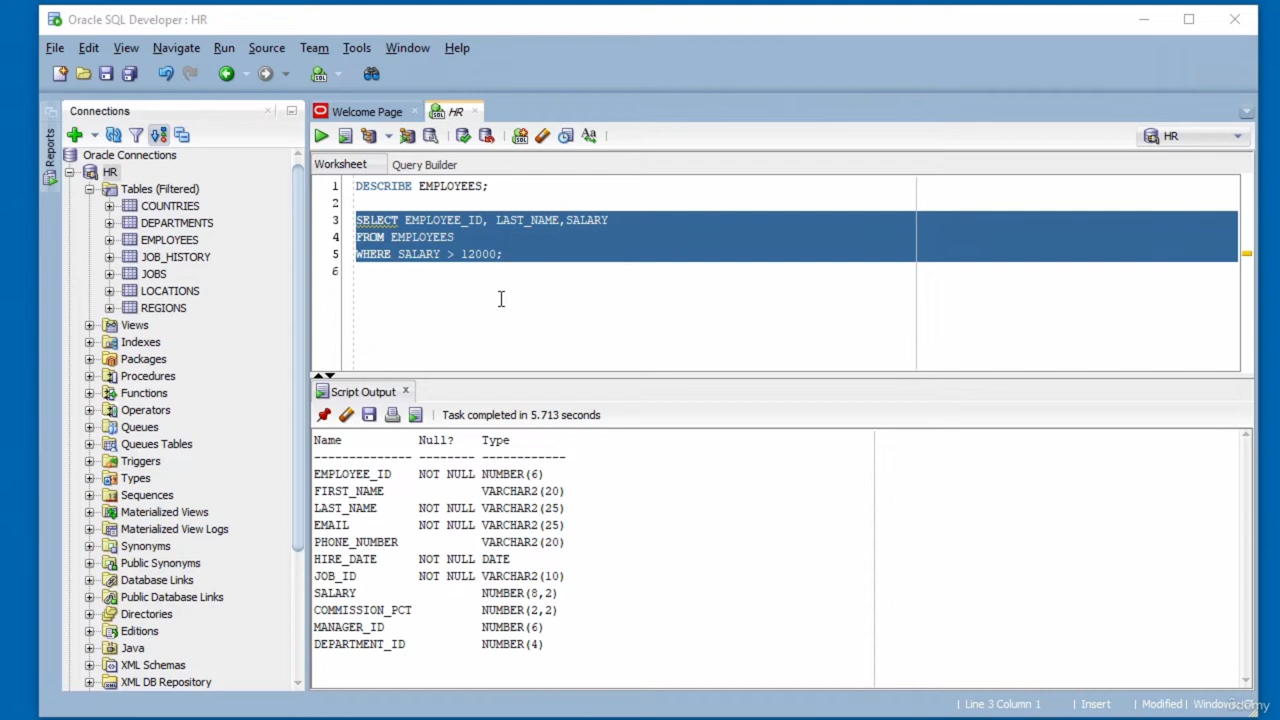 Oracle SQL Developer : HR
File Edit View Navigate Run Source Team Tools Window Help
Reports
Connections
Oracle Connections
HR
Tables (Filtered)
COUNTRIES
DEPARTMENTS
EMPLOYEES
JOB_HISTORY
JOBS
LOCATIONS
REGIONS
Views
Indexes
Packages
Procedures
Functions
Operators
Queues
Queues Tables
Triggers
Types
Sequences
Materialized Views
Materialized View Logs
Synonyms
Public Synonyms
Database Links
Public Database Links
Directories
Editions
Java
XML Schemas
XML DB Repository
Welcome Page HR
SQL
HR
Worksheet Query Builder
1 DESCRIBE EMPLOYEES;
2
3 SELECT EMPLOYEE_ID, LAST_NAME,SALARY
4 FROM EMPLOYEES
5 WHERE SALARY > 12000;
6
Script Output
Task completed in 5.713 seconds
Name Null? Type
-------------- -------- ------------
EMPLOYEE_ID NOT NULL NUMBER(6)
FIRST_NAME VARCHAR2(20)
LAST_NAME NOT NULL VARCHAR2(25)
EMAIL NOT NULL VARCHAR2(25)
PHONE_NUMBER VARCHAR2(20)
HIRE_DATE NOT NULL DATE
JOB_ID NOT NULL VARCHAR2(10)
SALARY NUMBER(8,2)
COMMISSION_PCT NUMBER(2,2)
MANAGER_ID NUMBER(6)
DEPARTMENT_ID NUMBER(4)
Line 3 Column 1 Insert Modified Windows
udemy